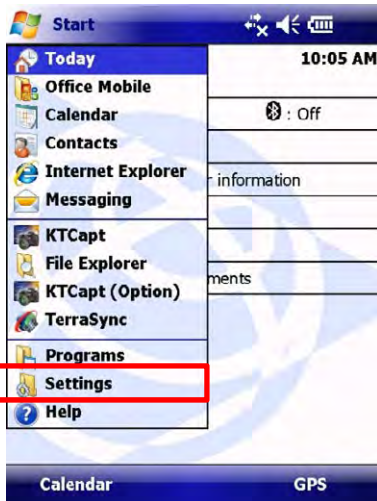 Start
Today
10:05 AM
Office Mobile
Calendar
: Off
Contacts
Internet Explorer
r information
Messaging
KTCapt
File Explorer
ments
KTCapt (Option)
TerraSync
Programs
Settings
Help
Calendar
GPS